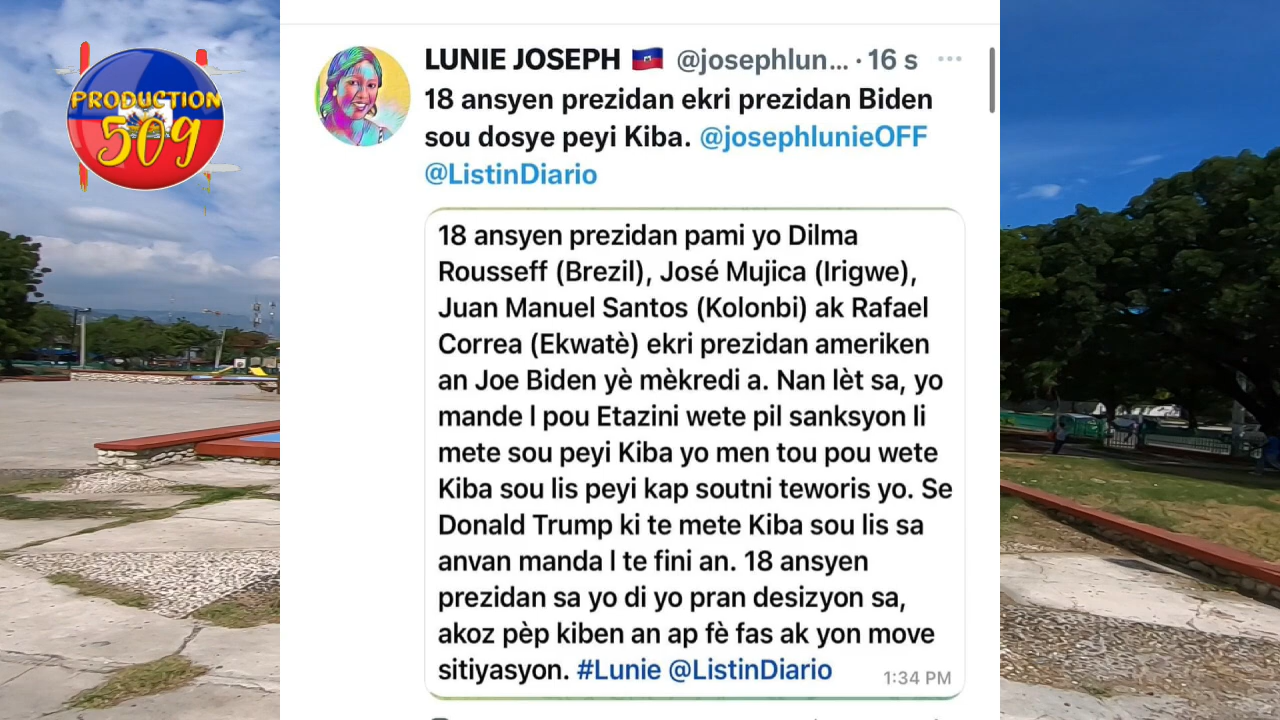 PRODUCTION
509
LUNIE JOSEPH 🇭🇹 @josephlun... · 16 s
18 ansyen prezidan ekri prezidan Biden
sou dosye peyi Kiba. @josephlunieOFF
@ListinDiario
18 ansyen prezidan pami yo Dilma
Rousseff (Brezil), José Mujica (Irigwe),
Juan Manuel Santos (Kolonbi) ak Rafael
Correa (Ekwatè) ekri prezidan ameriken
an Joe Biden yè mèkredi a. Nan lèt sa, yo
mande l pou Etazini wete pil sanksyon li
mete sou peyi Kiba yo men tou pou wete
Kiba sou lis peyi kap soutni teworis yo. Se
Donald Trump ki te mete Kiba sou lis sa
anvan manda l te fini an. 18 ansyen
prezidan sa yo di yo pran desizyon sa,
akoz pèp kiben an ap fè fas ak yon move
sitiyasyon. #Lunie @ListinDiario
1:34 PM